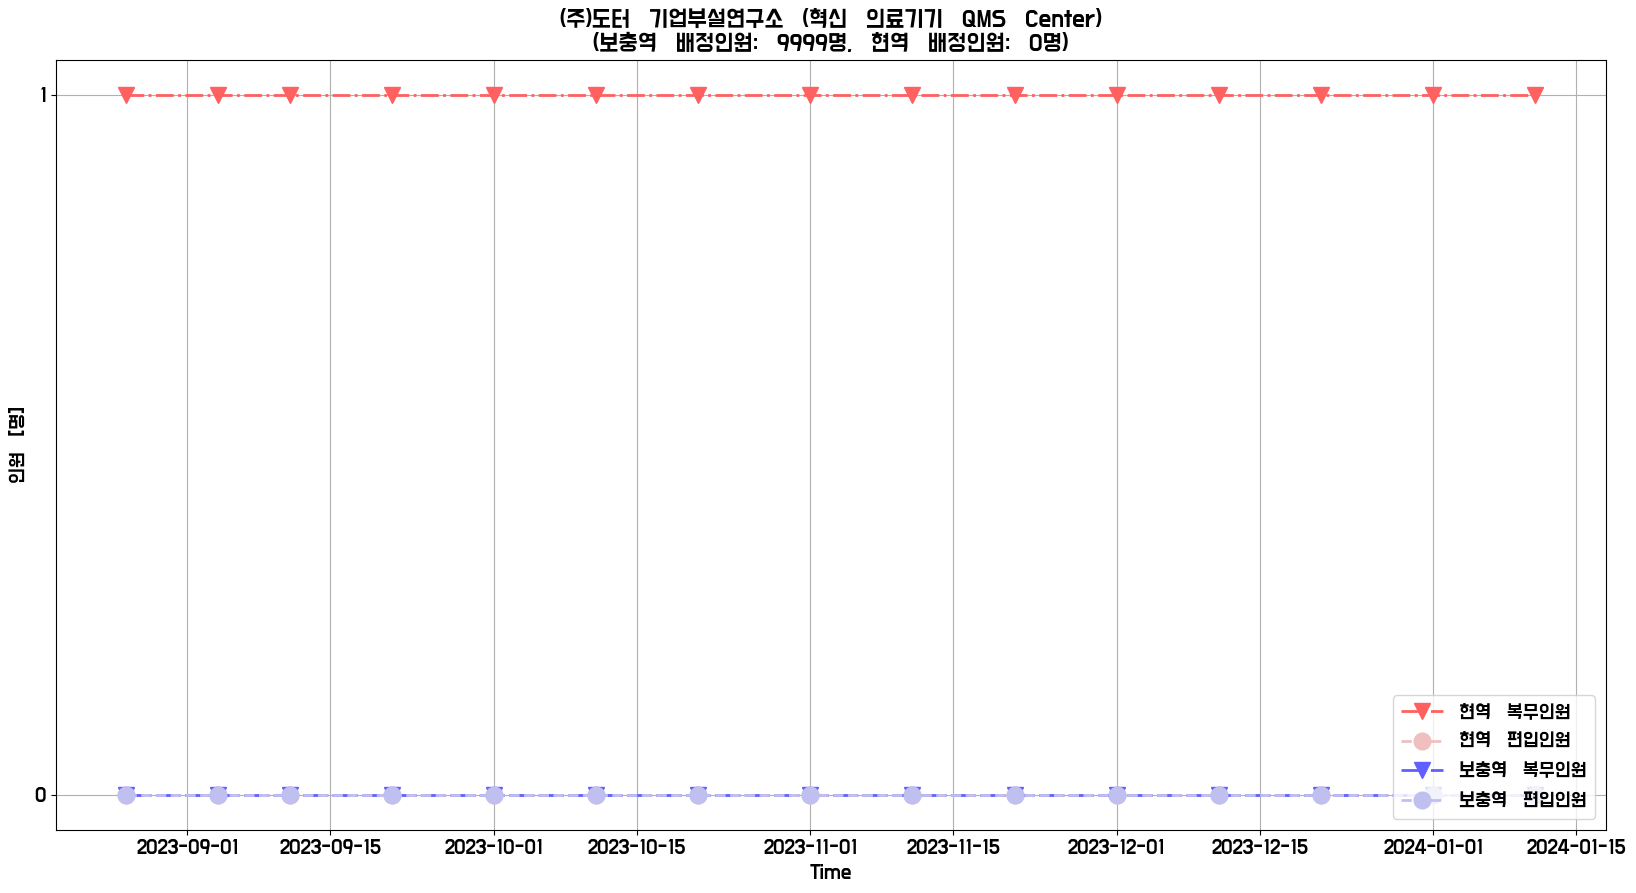 (주)도터 기업부설연구소 (혁신 의료기기 QMS Center)
(보충역 배정인원: 9999명, 현역 배정인원: 0명)
인원 [명]
1
0
현역 복무인원
현역 편입인원
보충역 복무인원
보충역 편입인원
2023-09-01 2023-09-15 2023-10-01 2023-10-15 2023-11-01 2023-11-15 2023-12-01 2023-12-15 2024-01-01 2024-01-15
Time